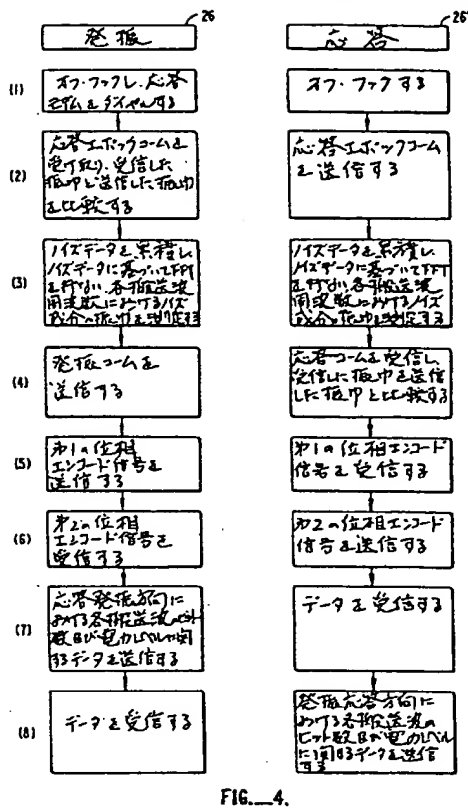 26
発振
26
応答
(1)
オフ・フックし、応答
モデムをダイヤルする
オフ・フックする
(2)
応答エポックコームを
受け取り、受信した
振巾と送信した振巾
を比較する
応答エポックコーム
を送信する
(3)
ノイズデータを累積し、
ノイズデータに基づいてFFT
を行ない、各搬送波
周波数におけるノイズ
成分の振巾を測定する
ノイズデータを累積し、
ノイズデータに基づいてFFT
を行ない、各搬送波
周波数におけるノイズ
成分の振巾を測定する
(4)
発振コームを
送信する
応答コームを受信し、
受信した振巾を送信
した振巾と比較する
(5)
第1の位相
エンコード信号を
送信する
第1の位相エンコード
信号を受信する
(6)
第2の位相
エンコード信号を
受信する
第2の位相エンコード
信号を送信する
(7)
応答発振方向に
おける各搬送波の
電力レベルに関
するデータを送信する
データを受信する
(8)
データを受信する
発振応答方向に
おける各搬送波の
ビット数及び電力レベル
に関するデータを送信
する
FIG._4.